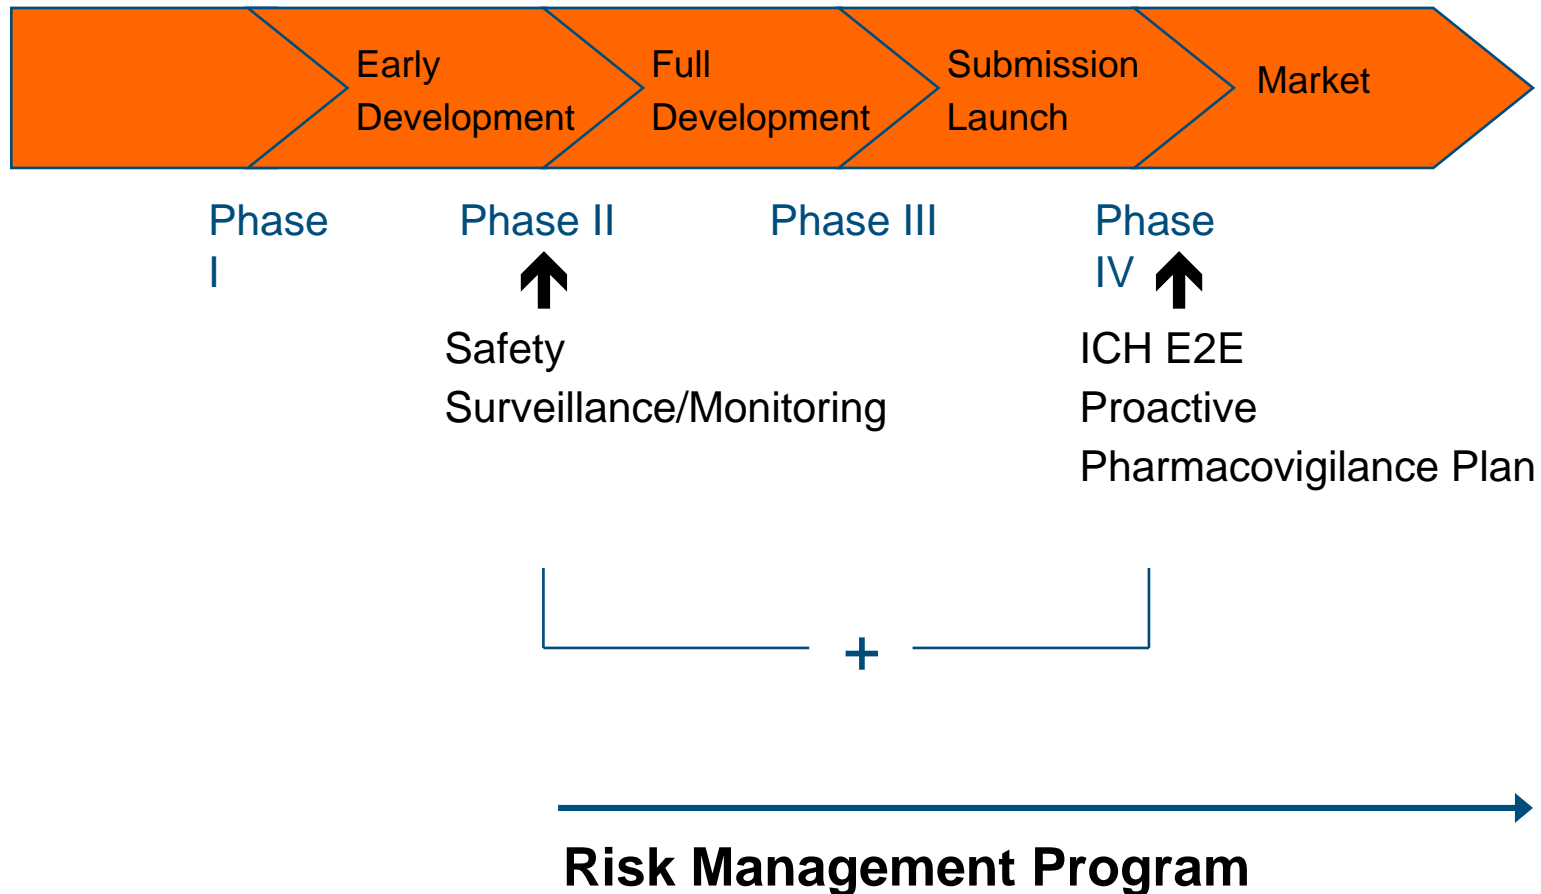 Early
Development
Full
Development
Submission
Launch
Market
Phase
I
Phase II
Phase III
Phase
IV
Safety
Surveillance/Monitoring
ICH E2E
Proactive
Pharmacovigilance Plan
+
Risk Management Program